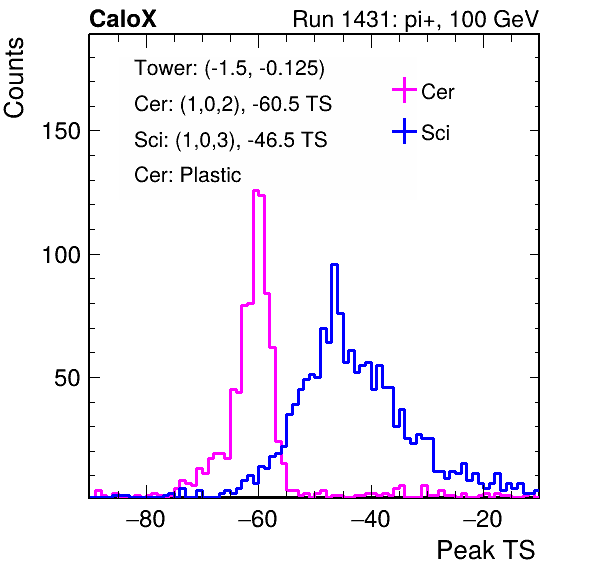 CaloX Run 1431: pi+, 100 GeV
Counts
Tower: (-1.5, -0.125)
Cer: (1,0,2), -60.5 TS
Sci: (1,0,3), -46.5 TS
Cer: Plastic
Cer
Sci
150
100
50
−80 −60 −40 −20
Peak TS